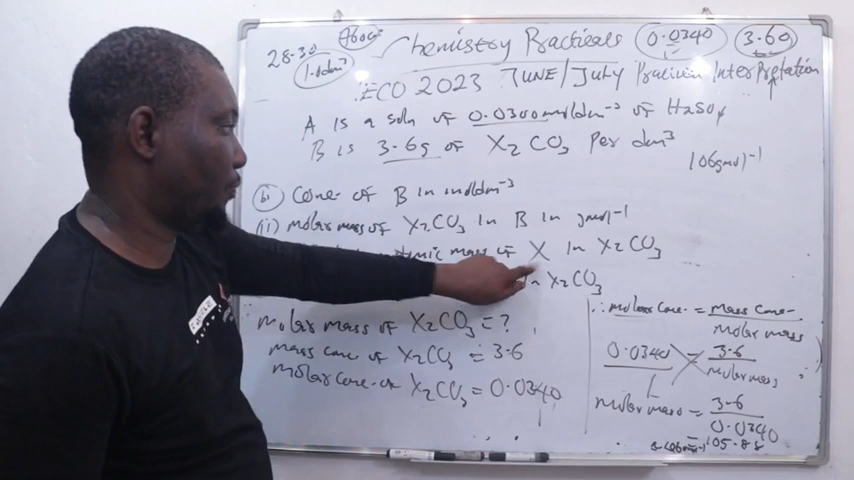 28.30
Chemistry Practicals
0.0340
3.60
1.0dm³
NECO 2023 JUNE/July Practical Interpretation
A is a soln of 0.0300moldm⁻³ of H₂SO₄
B is 3.6g of X₂CO₃ Per dm³
106gmol⁻¹
(bi) Conc. of B in moldm⁻³
(ii) molar mass of X₂CO₃ in B in gmol⁻¹
mass of X in X₂CO₃
in X₂CO₃
molar mass of X₂CO₃ = ?
mass conc of X₂CO₃ = 3.6
molar conc. of X₂CO₃ = 0.0340
∴ molar conc. = mass conc.
molar mass
0.0340 3.6
molar mass
molar mass = 3.6
0.0340
= 105.88